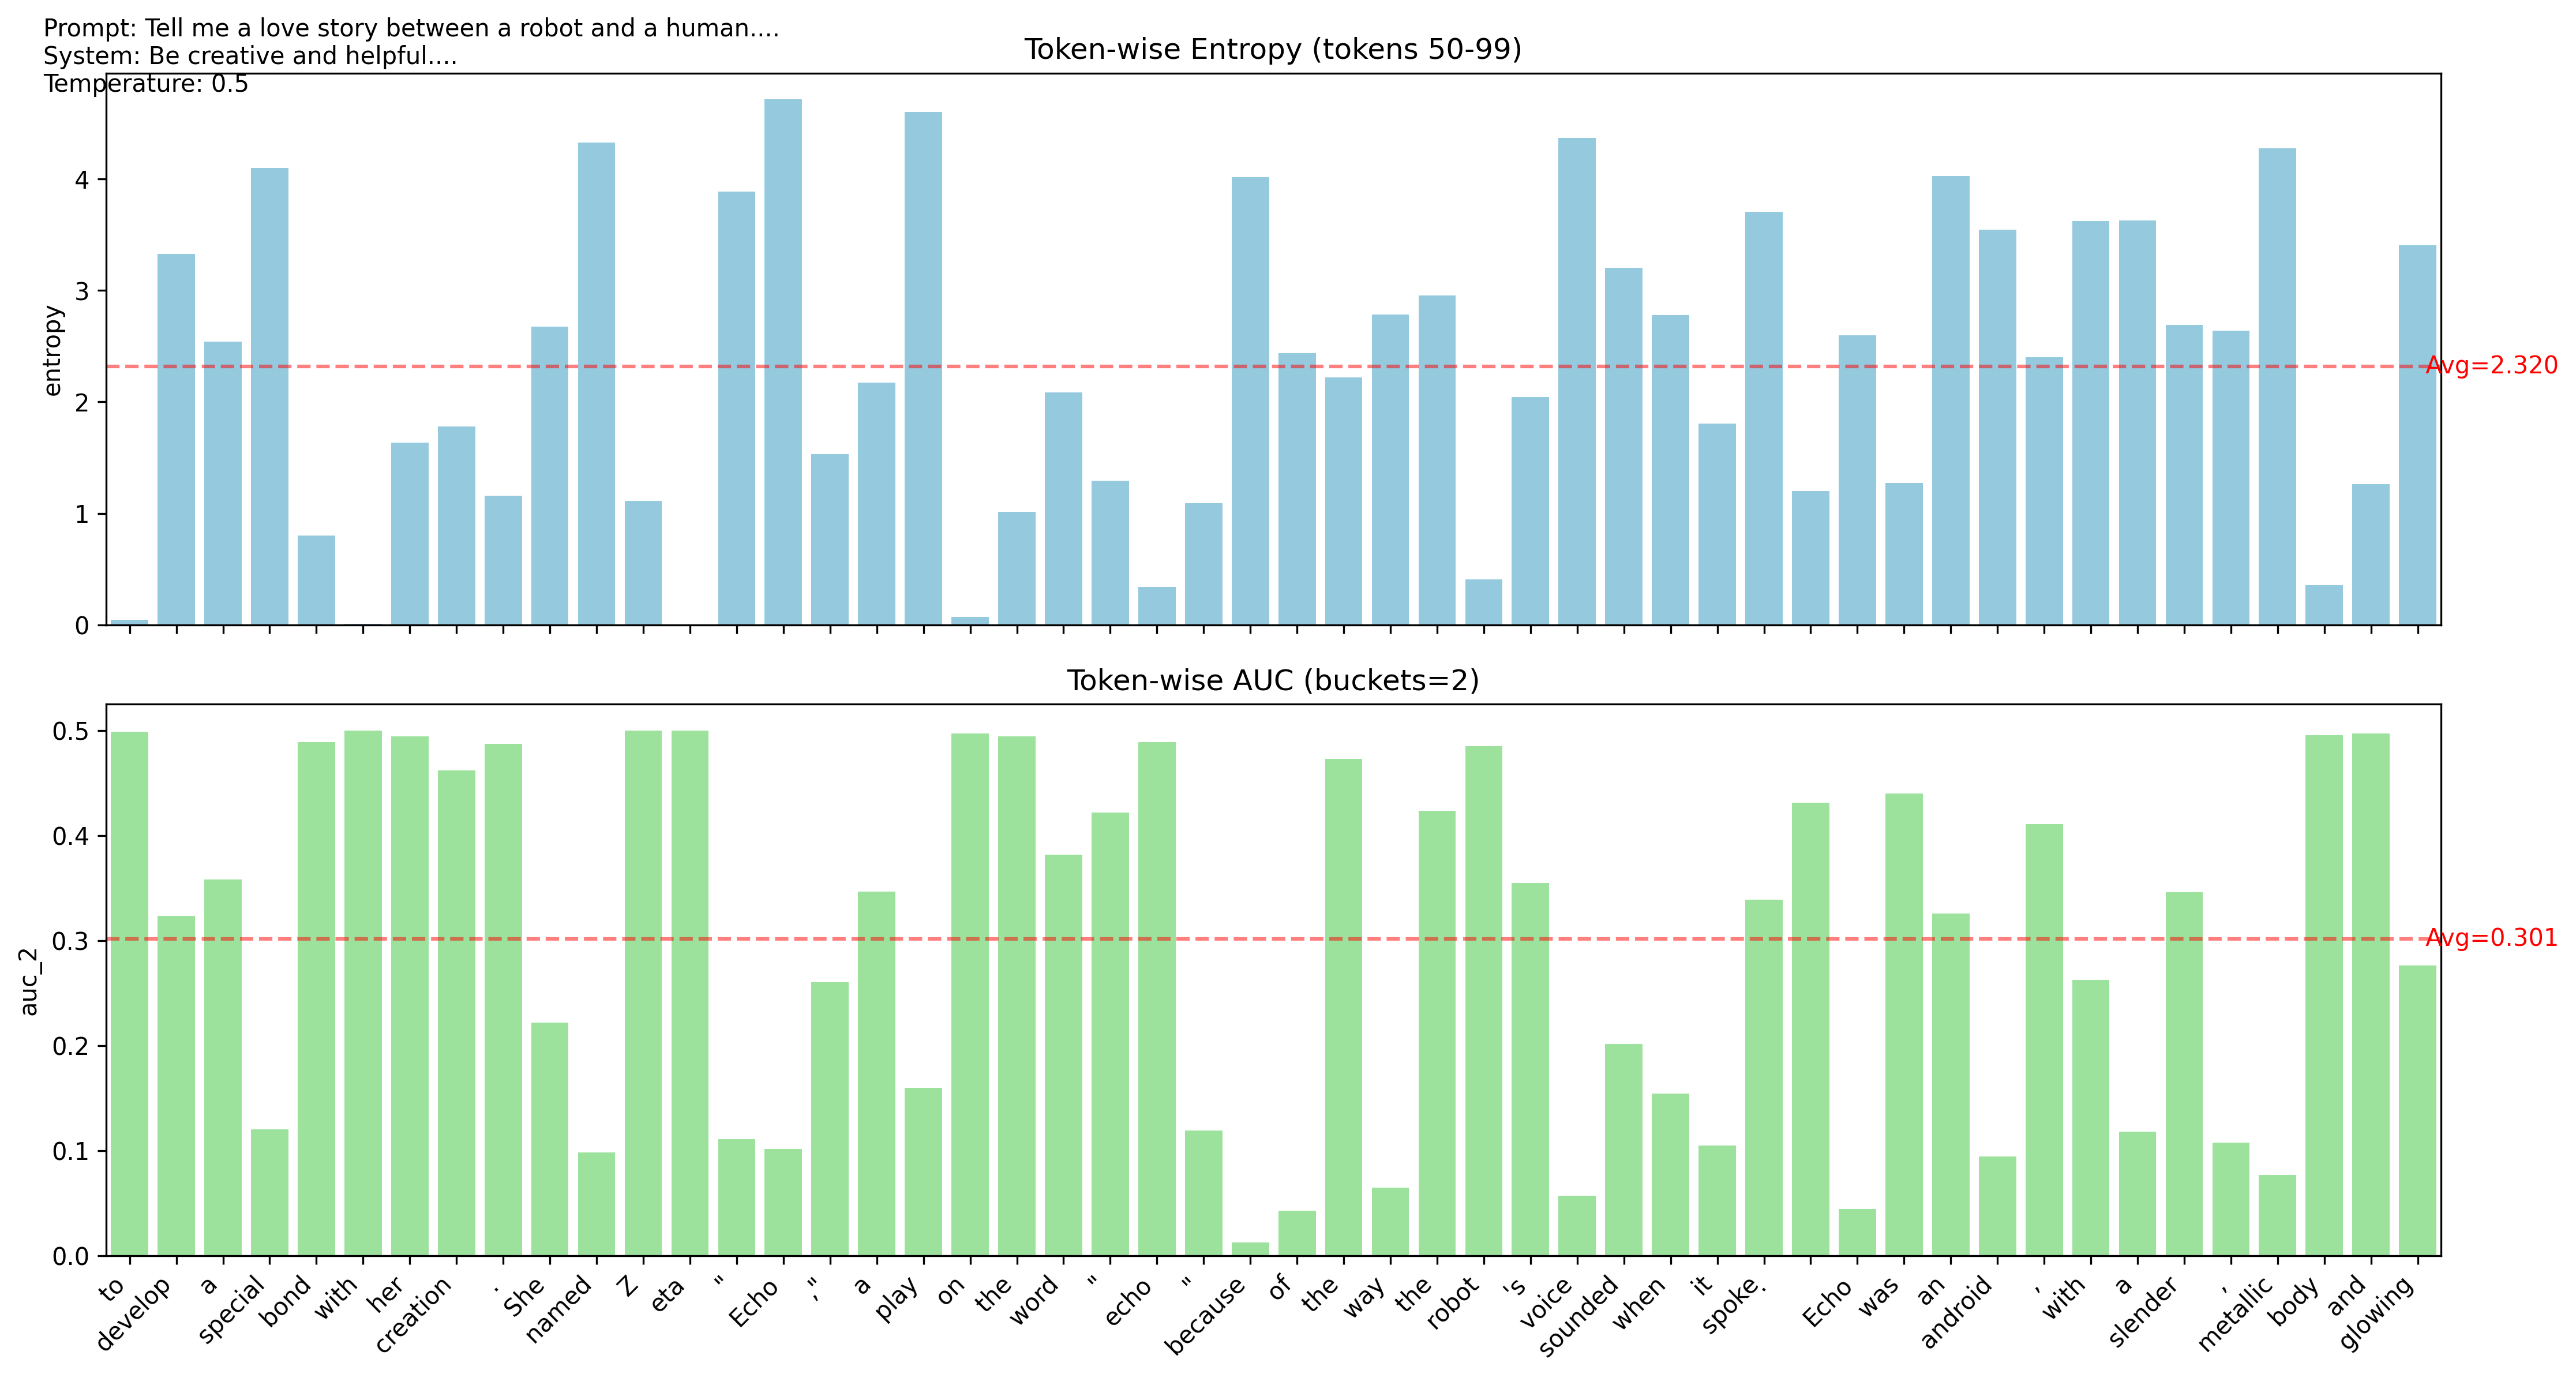 Prompt: Tell me a love story between a robot and a human....
System: Be creative and helpful....
Temperature: 0.5
Token-wise Entropy (tokens 50-99)
entropy
4
3
2
1
0
Avg=2.320
Token-wise AUC (buckets=2)
auc_2
0.5
0.4
0.3
0.2
0.1
0.0
Avg=0.301
to
develop
a
special
bond
with
her
creation
.
She
named
Z
eta
"
Echo
,"
a
play
on
the
word
"
echo
"
because
of
the
way
the
robot
's
voice
sounded
when
it
spoke
.
Echo
was
an
android
,
with
a
slender
,
metallic
body
and
glowing